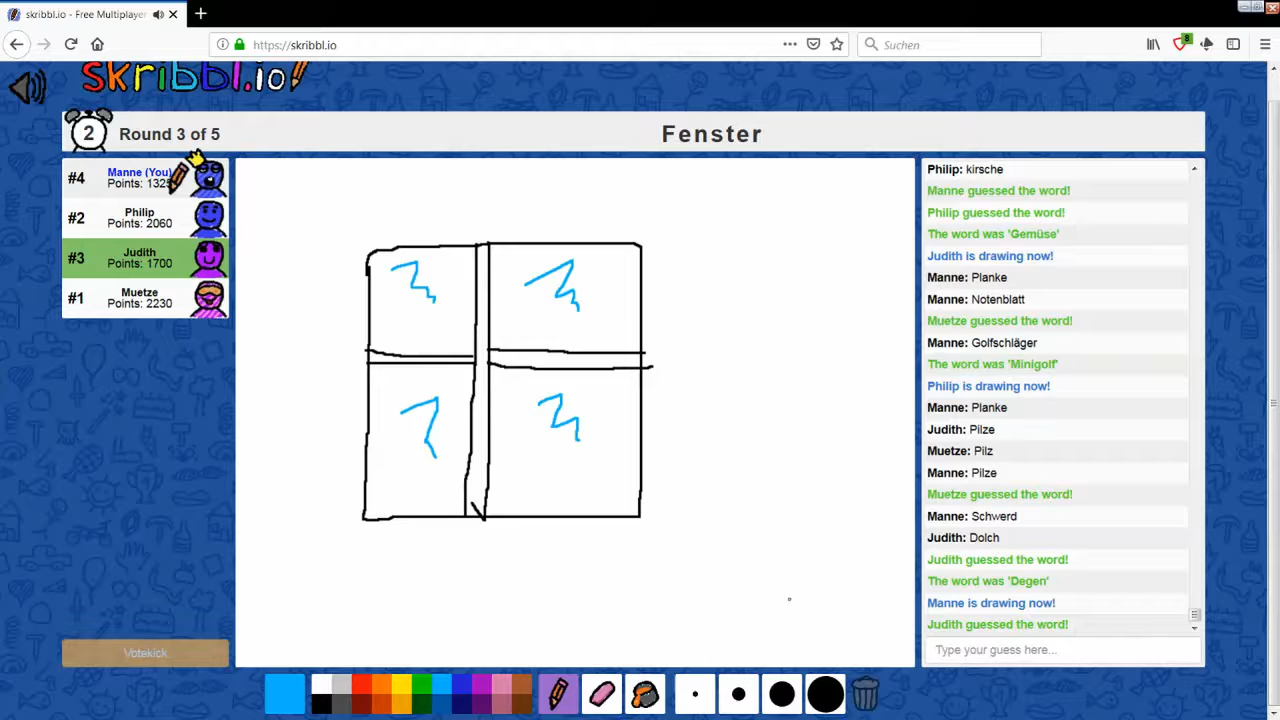 skribbl.io - Free Multiplayer
https://skribbl.io
Suchen
8
skribbl.io!
2
Round 3 of 5
Fenster
#4
Manne (You)
Points: 1325
#2
Philip
Points: 2060
#3
Judith
Points: 1700
#1
Muetze
Points: 2230
Votekick
Philip: kirsche
Manne guessed the word!
Philip guessed the word!
The word was 'Gemüse'
Judith is drawing now!
Manne: Planke
Manne: Notenblatt
Muetze guessed the word!
Manne: Golfschläger
The word was 'Minigolf'
Philip is drawing now!
Manne: Planke
Judith: Pilze
Muetze: Pilz
Manne: Pilze
Muetze guessed the word!
Manne: Schwerd
Judith: Dolch
Judith guessed the word!
The word was 'Degen'
Manne is drawing now!
Judith guessed the word!
Type your guess here...